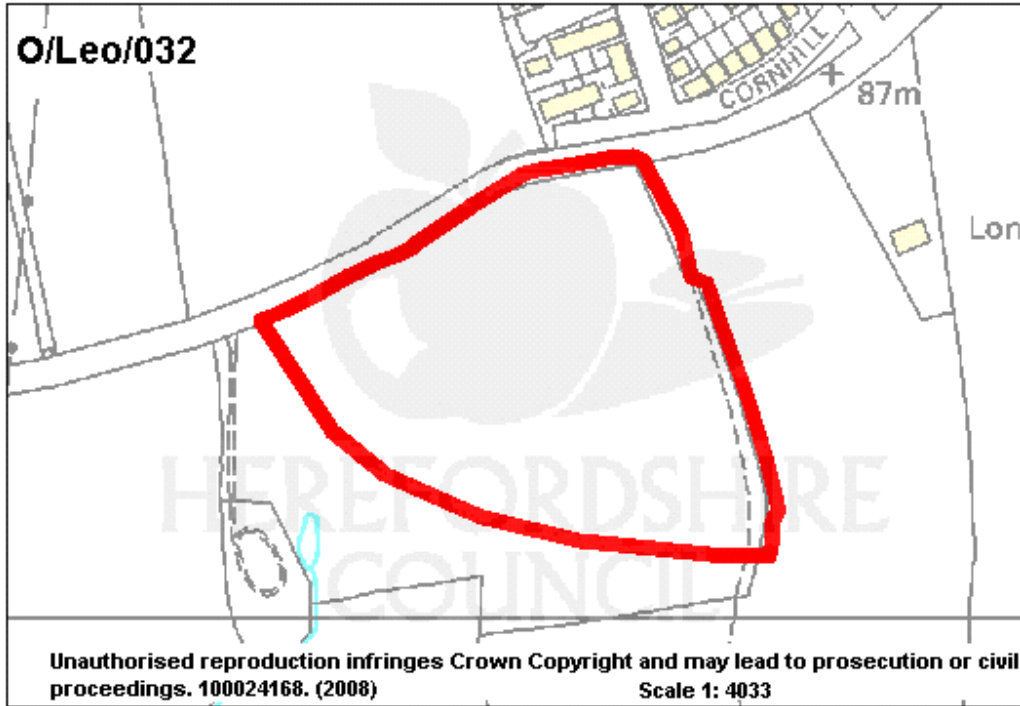 O/Leo/032
CORNHILL
87m
Lon
HEREFORDSHIRE
COUNCIL
Unauthorised reproduction infringes Crown Copyright and may lead to prosecution or civil
proceedings. 100024168. (2008) Scale 1: 4033